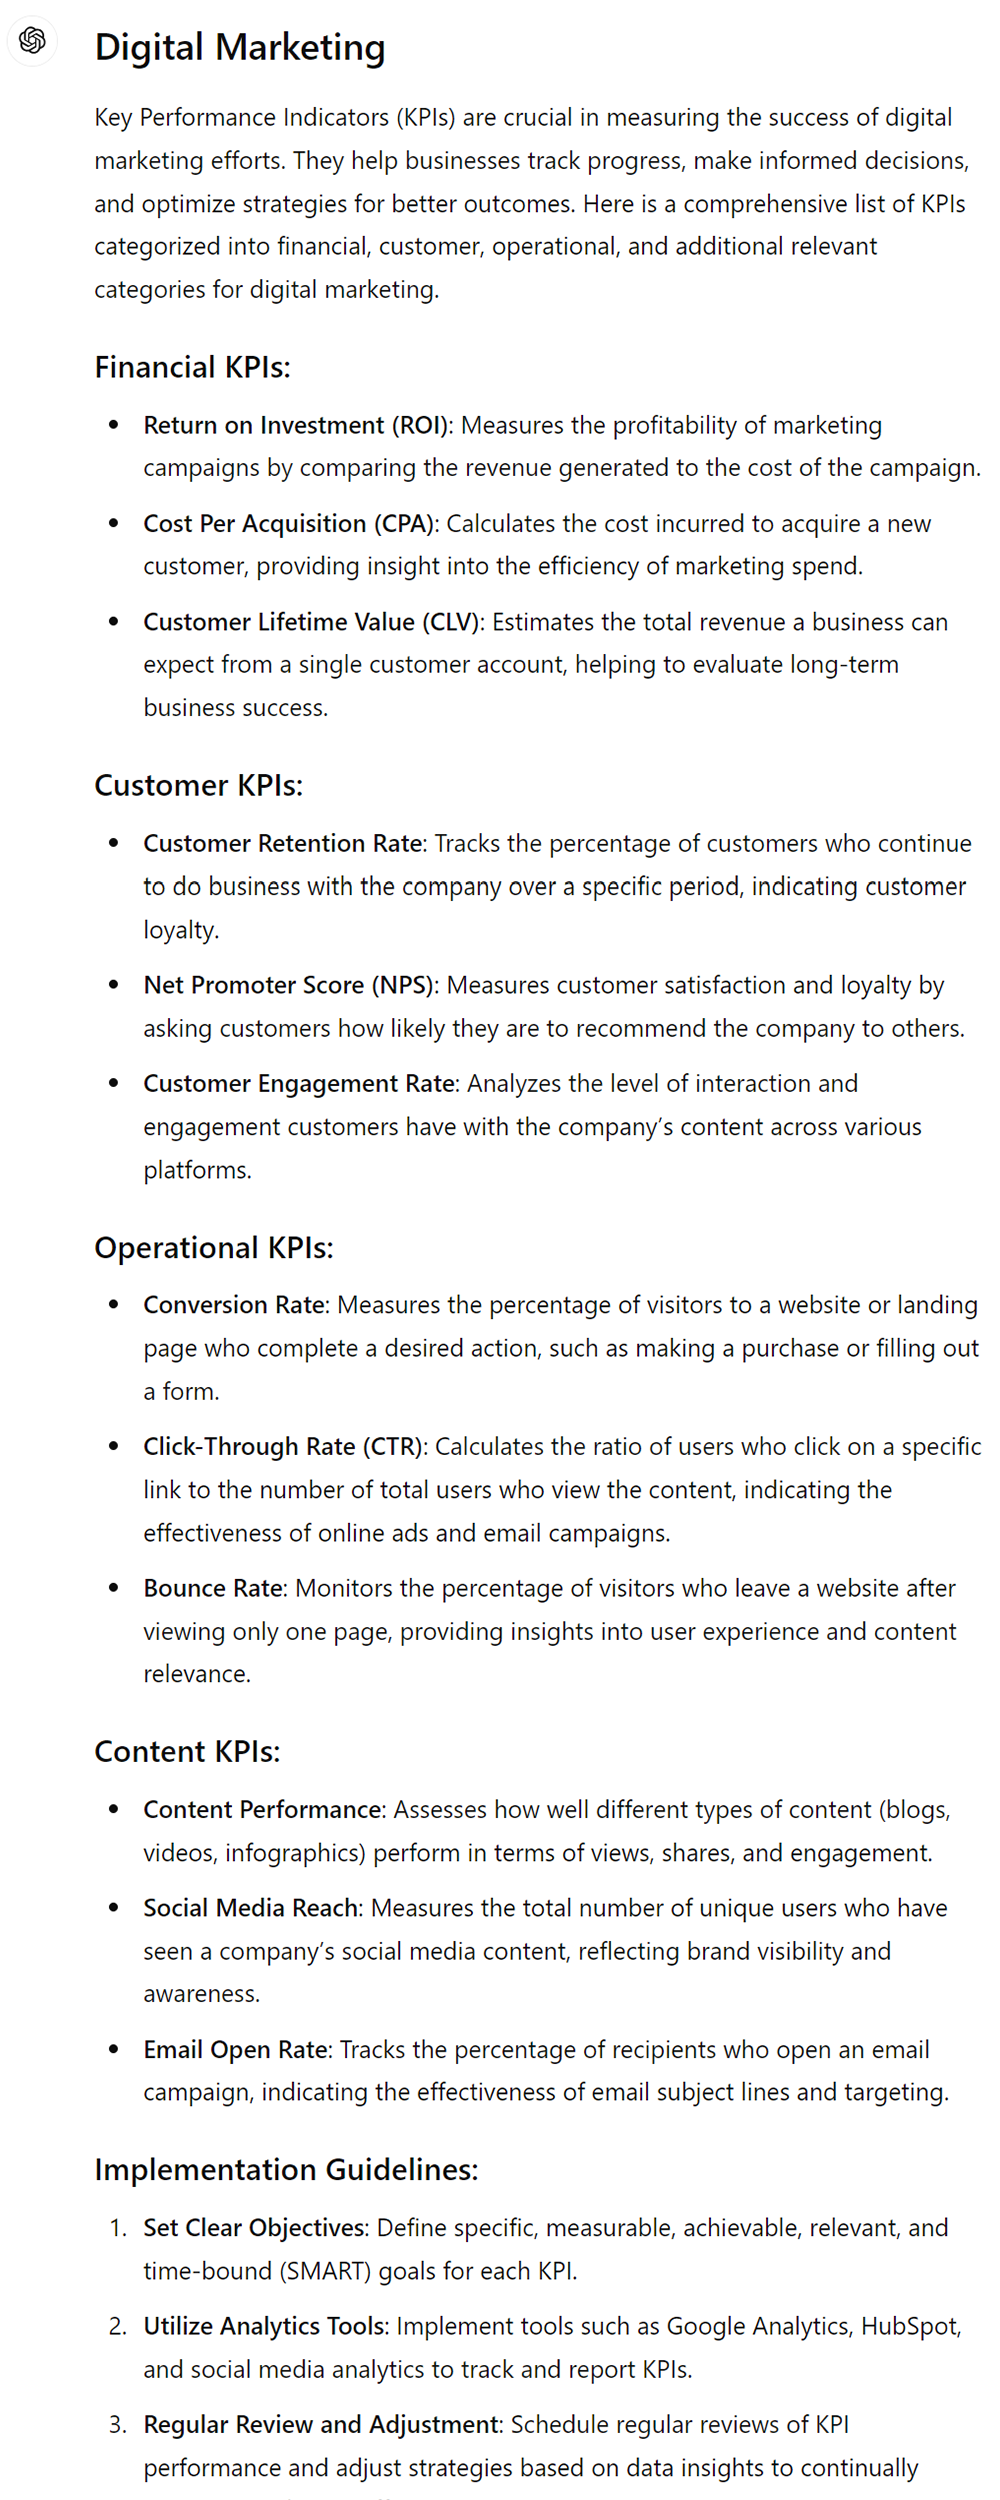 Digital Marketing
Key Performance Indicators (KPIs) are crucial in measuring the success of digital
marketing efforts. They help businesses track progress, make informed decisions,
and optimize strategies for better outcomes. Here is a comprehensive list of KPIs
categorized into financial, customer, operational, and additional relevant
categories for digital marketing.
Financial KPIs:
• Return on Investment (ROI): Measures the profitability of marketing
campaigns by comparing the revenue generated to the cost of the campaign.
• Cost Per Acquisition (CPA): Calculates the cost incurred to acquire a new
customer, providing insight into the efficiency of marketing spend.
• Customer Lifetime Value (CLV): Estimates the total revenue a business can
expect from a single customer account, helping to evaluate long-term
business success.
Customer KPIs:
• Customer Retention Rate: Tracks the percentage of customers who continue
to do business with the company over a specific period, indicating customer
loyalty.
• Net Promoter Score (NPS): Measures customer satisfaction and loyalty by
asking customers how likely they are to recommend the company to others.
• Customer Engagement Rate: Analyzes the level of interaction and
engagement customers have with the company’s content across various
platforms.
Operational KPIs:
• Conversion Rate: Measures the percentage of visitors to a website or landing
page who complete a desired action, such as making a purchase or filling out
a form.
• Click-Through Rate (CTR): Calculates the ratio of users who click on a specific
link to the number of total users who view the content, indicating the
effectiveness of online ads and email campaigns.
• Bounce Rate: Monitors the percentage of visitors who leave a website after
viewing only one page, providing insights into user experience and content
relevance.
Content KPIs:
• Content Performance: Assesses how well different types of content (blogs,
videos, infographics) perform in terms of views, shares, and engagement.
• Social Media Reach: Measures the total number of unique users who have
seen a company’s social media content, reflecting brand visibility and
awareness.
• Email Open Rate: Tracks the percentage of recipients who open an email
campaign, indicating the effectiveness of email subject lines and targeting.
Implementation Guidelines:
1. Set Clear Objectives: Define specific, measurable, achievable, relevant, and
time-bound (SMART) goals for each KPI.
2. Utilize Analytics Tools: Implement tools such as Google Analytics, HubSpot,
and social media analytics to track and report KPIs.
3. Regular Review and Adjustment: Schedule regular reviews of KPI
performance and adjust strategies based on data insights to continually